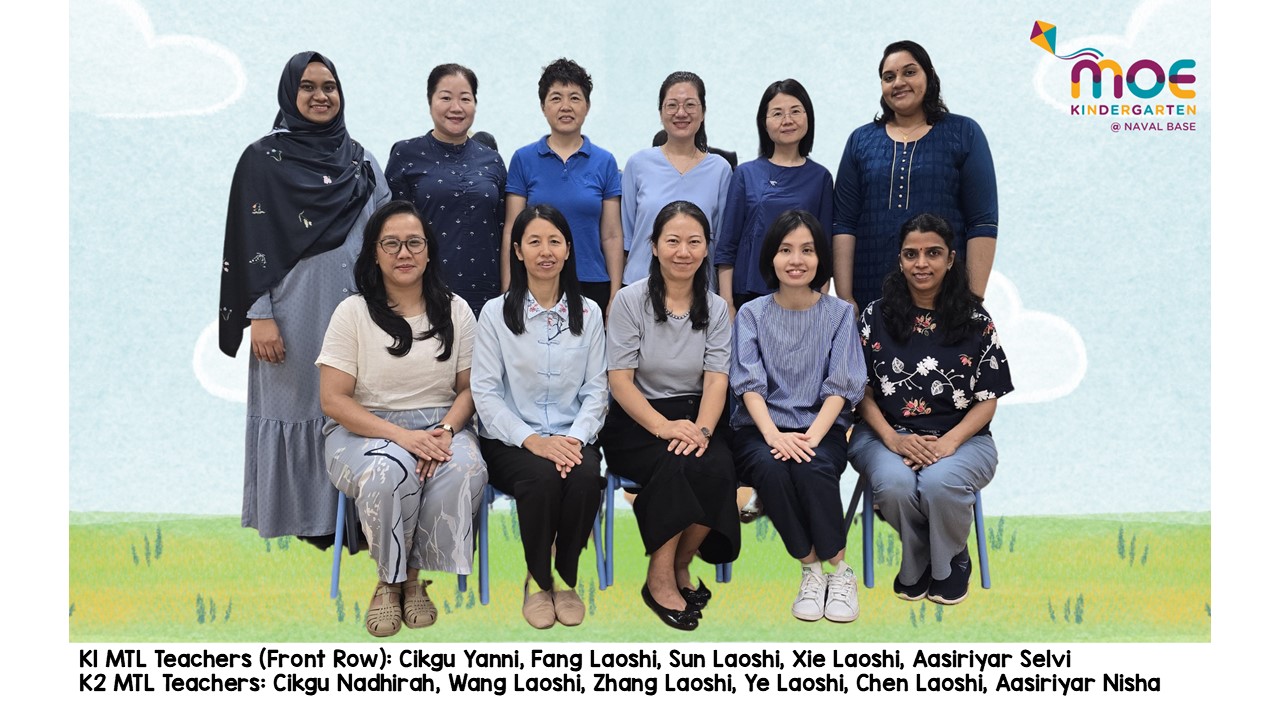 MOE
KINDERGARTEN
@ NAVAL BASE
K1 MTL Teachers (Front Row): Cikgu Yanni, Fang Laoshi, Sun Laoshi, Xie Laoshi, Aasiriyar Selvi
K2 MTL Teachers: Cikgu Nadhirah, Wang Laoshi, Zhang Laoshi, Ye Laoshi, Chen Laoshi, Aasiriyar Nisha